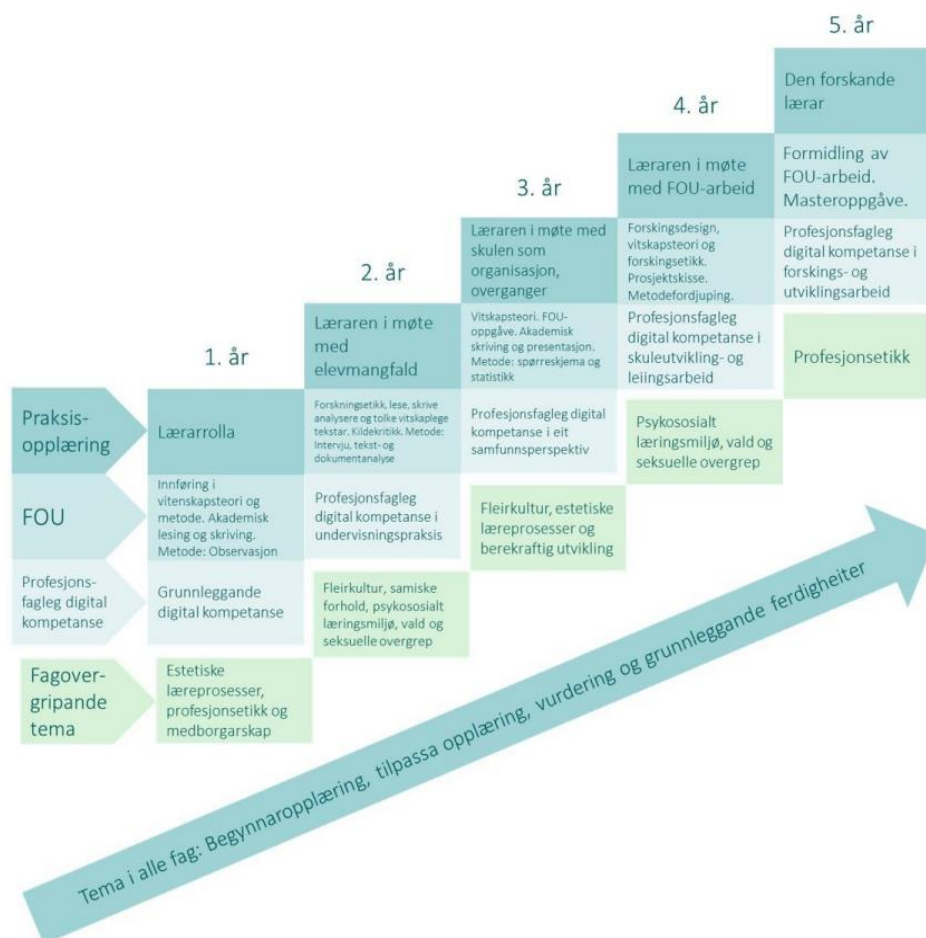 5. år
Den forskande
lærar
Formidling av
FOU-arbeid.
Masteroppgåve.
Profesjonsfagleg
digital kompetanse i
forskings- og
utviklingsarbeid
Profesjonsetikk
4. år
Læraren i møte
med FOU-arbeid
Forskingsdesign,
vitskapsteori og
forskingsetikk.
Prosjektskisse.
Metodefordjuping.
Profesjonsfagleg
digital kompetanse i
skuleutvikling- og
leiingsarbeid
Psykososialt
læringsmiljø, vald og
seksuelle overgrep
3. år
Læraren i møte med
skulen som
organisasjon,
overganger
Vitskapsteori. FOU-
oppgåve. Akademisk
skriving og presentasjon.
Metode: spørreskjema og
statistikk
Profesjonsfagleg digital
kompetanse i eit
samfunnsperspektiv
Fleirkultur, estetiske
læreprosesser og
berekraftig utvikling
2. år
Læraren i møte
med
elevmangfald
Forskningsetikk, lese, skrive
analysere og tolke vitskaplege
tekstar. Kildekritikk. Metode:
Intervju, tekst- og
dokumentanalyse
Profesjonsfagleg
digital kompetanse i
undervisningspraksis
Fleirkultur, samiske
forhold, psykososialt
læringsmiljø, vald og
seksuelle overgrep
1. år
Lærarrolla
Innføring i
vitenskapsteori og
metode. Akademisk
lesing og skriving.
Metode: Observasjon
Grunnleggande
digital kompetanse
Estetiske
læreprosesser,
profesjonsetikk og
medborgarskap
Praksis-
opplæring
FOU
Profesjons-
fagleg digital
kompetanse
Fagover-
gripande
tema
Tema i alle fag: Begynnaropplæring, tilpassa opplæring, vurdering og grunnleggande ferdigheiter